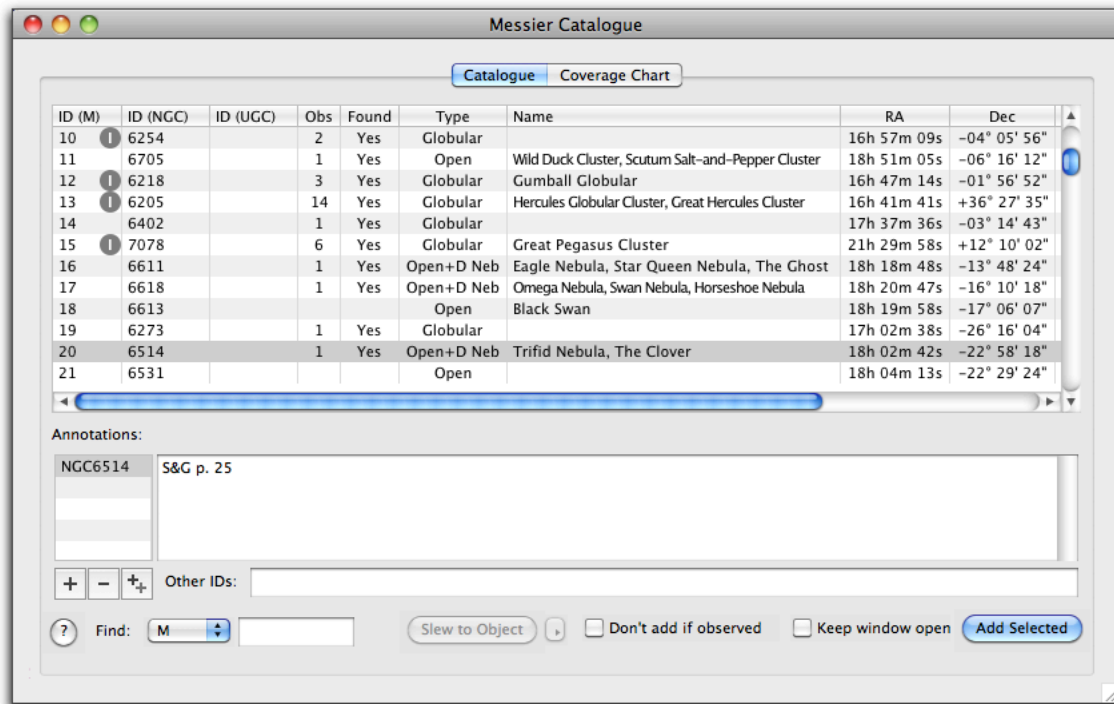 Messier Catalogue
Catalogue Coverage Chart
ID (M) ID (NGC) ID (UGC) Obs Found Type Name RA Dec
10 I 6254 2 Yes Globular 16h 57m 09s -04° 05' 56"
11 6705 1 Yes Open Wild Duck Cluster, Scutum Salt-and-Pepper Cluster 18h 51m 05s -06° 16' 12"
12 I 6218 3 Yes Globular Gumball Globular 16h 47m 14s -01° 56' 52"
13 I 6205 14 Yes Globular Hercules Globular Cluster, Great Hercules Cluster 16h 41m 41s +36° 27' 35"
14 6402 1 Yes Globular 17h 37m 36s -03° 14' 43"
15 I 7078 6 Yes Globular Great Pegasus Cluster 21h 29m 58s +12° 10' 02"
16 6611 1 Yes Open+D Neb Eagle Nebula, Star Queen Nebula, The Ghost 18h 18m 48s -13° 48' 24"
17 6618 1 Yes Open+D Neb Omega Nebula, Swan Nebula, Horseshoe Nebula 18h 20m 47s -16° 10' 18"
18 6613 Open Black Swan 18h 19m 58s -17° 06' 07"
19 6273 1 Yes Globular 17h 02m 38s -26° 16' 04"
20 6514 1 Yes Open+D Neb Trifid Nebula, The Clover 18h 02m 42s -22° 58' 18"
21 6531 Open 18h 04m 13s -22° 29' 24"
Annotations:
NGC6514 S&G p. 25
Other IDs:
? Find: M Slew to Object Don't add if observed Keep window open Add Selected